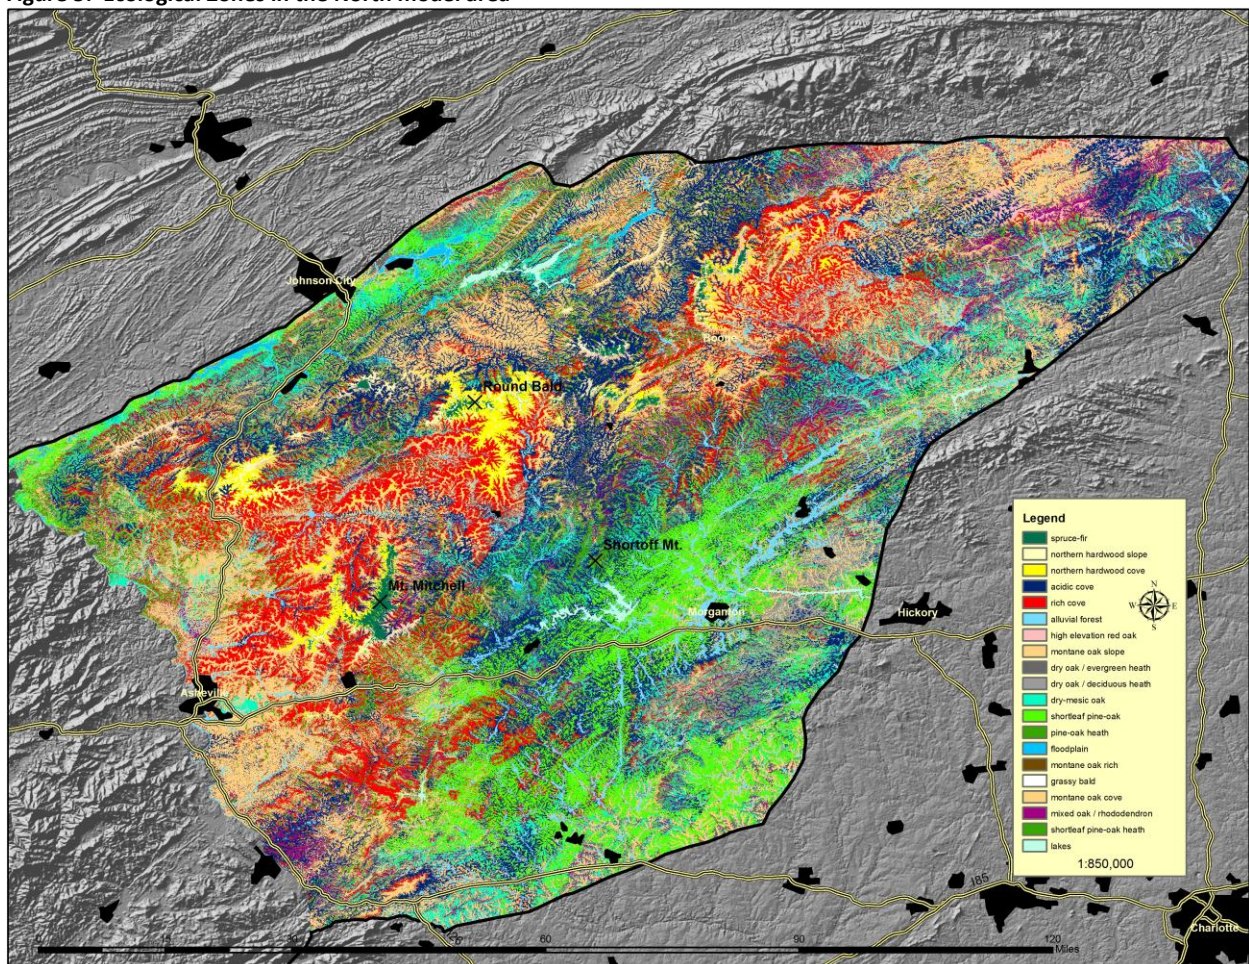 Johnson City
Boone
Round Bald
Shortoff Mt.
Mt. Mitchell
Morganton
Hickory
Asheville
Legend
spruce-fir
northern hardwood slope
northern hardwood cove
acidic cove
rich cove
alluvial forest
high elevation red oak
montane oak slope
dry oak / evergreen heath
dry oak / deciduous heath
dry-mesic oak
shortleaf pine-oak
pine-oak heath
floodplain
montane oak rich
grassy bald
montane oak cove
mixed oak / rhododendron
shortleaf pine-oak heath
lakes
1:850,000
N
W E
S
I85
Charlotte
60 90 120
Miles